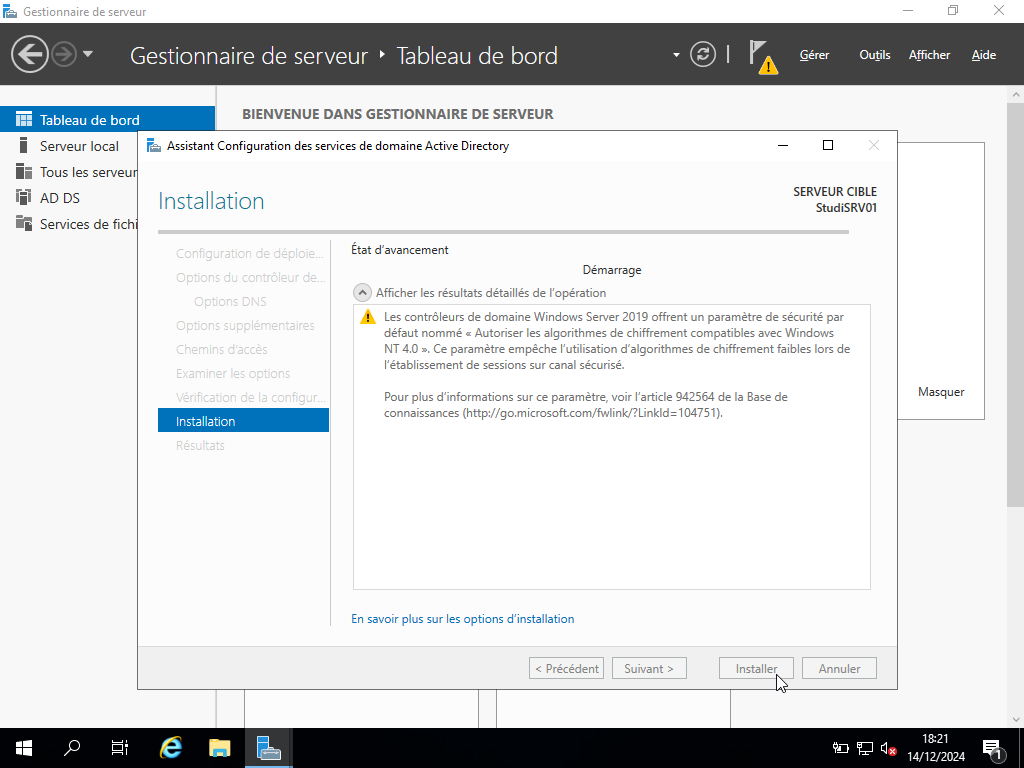 Gestionnaire de serveur
Gestionnaire de serveur ‣ Tableau de bord
Gérer Outils Afficher Aide
Tableau de bord
Serveur local
Tous les serveur
AD DS
Services de fichi
BIENVENUE DANS GESTIONNAIRE DE SERVEUR
Assistant Configuration des services de domaine Active Directory
Installation
SERVEUR CIBLE
StudiSRV01
Configuration de déploie...
Options du contrôleur de...
Options DNS
Options supplémentaires
Chemins d'accès
Examiner les options
Vérification de la configur...
Installation
Résultats
État d'avancement
Démarrage
Afficher les résultats détaillés de l'opération
Les contrôleurs de domaine Windows Server 2019 offrent un paramètre de sécurité par
défaut nommé « Autoriser les algorithmes de chiffrement compatibles avec Windows
NT 4.0 ». Ce paramètre empêche l'utilisation d'algorithmes de chiffrement faibles lors de
l'établissement de sessions sur canal sécurisé.
Pour plus d'informations sur ce paramètre, voir l'article 942564 de la Base de
connaissances (http://go.microsoft.com/fwlink/?LinkId=104751).
En savoir plus sur les options d'installation
< Précédent Suivant > Installer Annuler
Masquer
18:21
14/12/2024
1